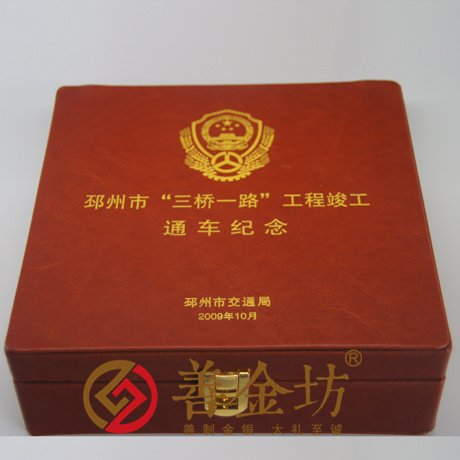 邳州市“三桥一路”工程竣工
通车纪念
邳州市交通局
2009年10月
善金坊®
善制金钥 大礼至诚